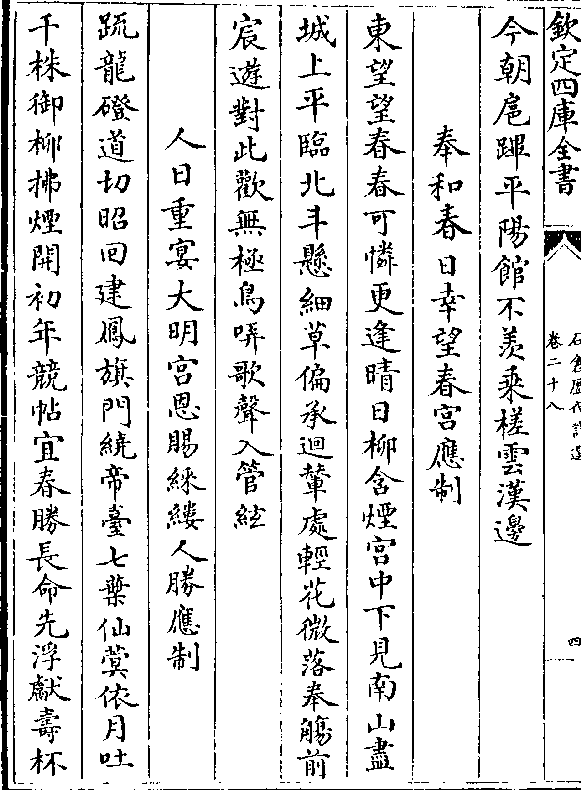 欽定四庫全書
石倉歷代詩選
卷二十八
四
今朝扈蹕平陽館不羨乘槎雲漢邊
奉和春日幸望春宮應制
東望望春春可憐更逢晴日柳含煙宮中下見南山盡
城上平臨北斗懸細草偏承迴輦處輕花微落奉觴前
宸遊對此歡無極鳥哢歌聲入管絃
人日重宴大明宮恩賜綵縷人勝應制
疏龍磴道切昭回建鳳旗門繞帝臺七葉仙蓂依月吐
千株御柳拂煙開初年競帖宜春勝長命先浮獻壽杯